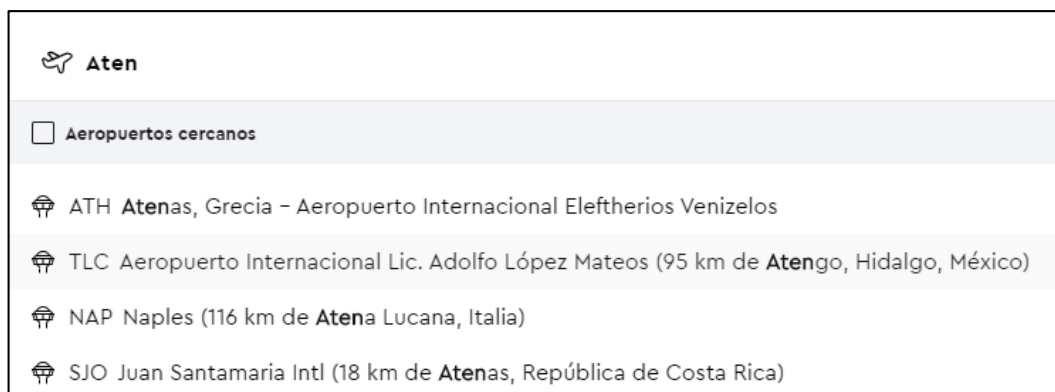 Aten
Aeropuertos cercanos
ATH Atenas, Grecia – Aeropuerto Internacional Eleftherios Venizelos
TLC Aeropuerto Internacional Lic. Adolfo López Mateos (95 km de Atengo, Hidalgo, México)
NAP Naples (116 km de Atena Lucana, Italia)
SJO Juan Santamaria Intl (18 km de Atenas, República de Costa Rica)